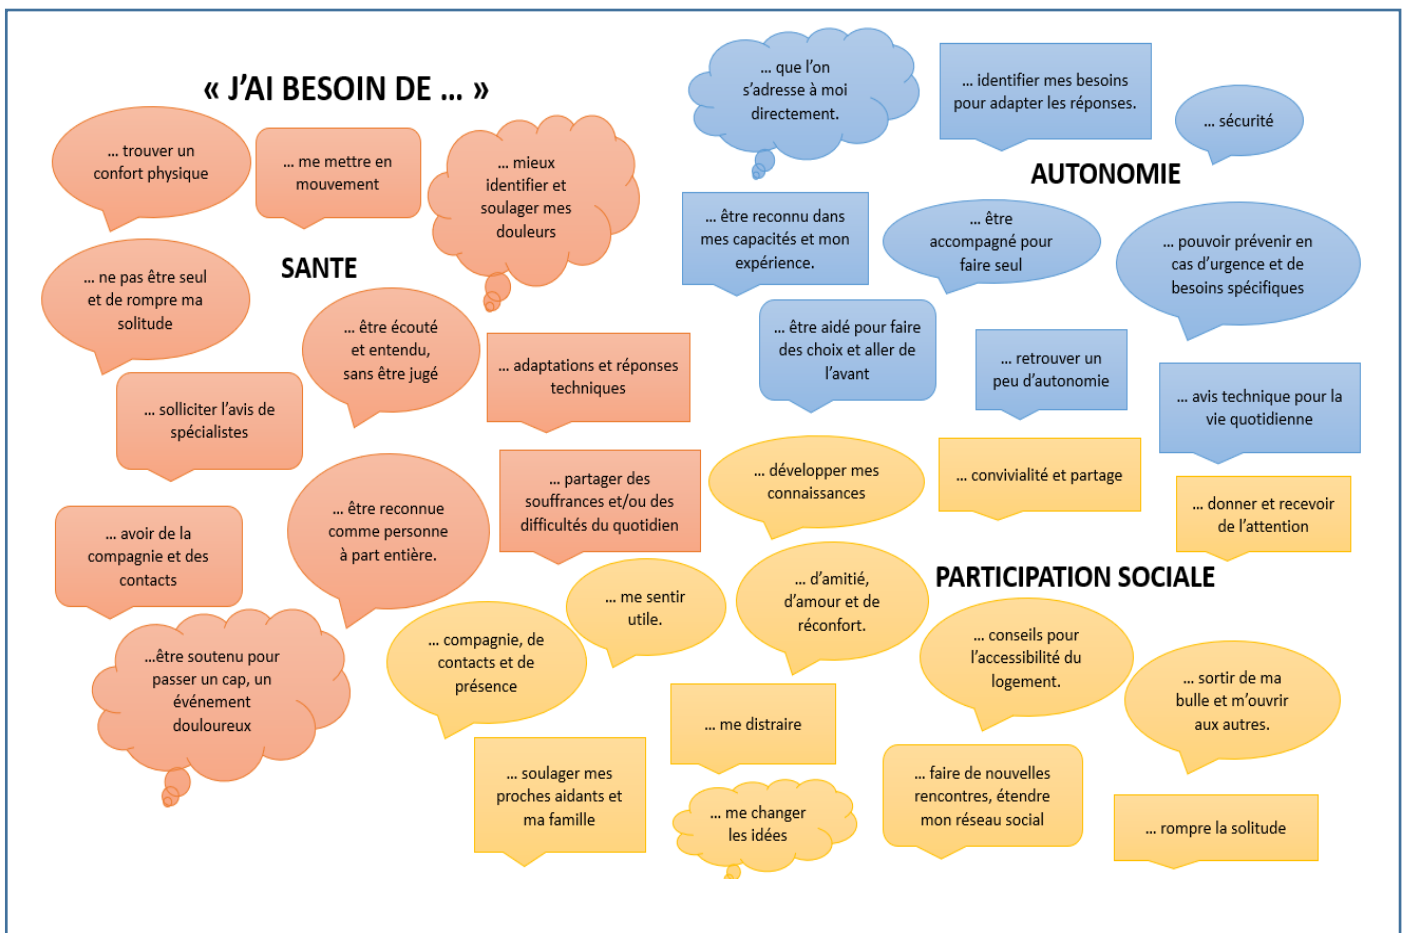 « J'AI BESOIN DE ... »
... trouver un
confort physique
... me mettre en
mouvement
... mieux
identifier et
soulager mes
douleurs
SANTE
... ne pas être seul
et de rompre ma
solitude
... être écouté
et entendu,
sans être jugé
... adaptations et réponses
techniques
... solliciter l'avis de
spécialistes
... être reconnue
comme personne
à part entière.
... partager des
souffrances et/ou des
difficultés du quotidien
... avoir de la
compagnie et des
contacts
...être soutenu pour
passer un cap, un
événement
douloureux
... que l'on
s'adresse à moi
directement.
... identifier mes besoins
pour adapter les réponses.
... sécurité
AUTONOMIE
... être reconnu dans
mes capacités et mon
expérience.
... être
accompagné pour
faire seul
... pouvoir prévenir en
cas d'urgence et de
besoins spécifiques
... être aidé pour faire
des choix et aller de
l'avant
... retrouver un
peu d'autonomie
... avis technique pour la
vie quotidienne
... développer mes
connaissances
... convivialité et partage
... donner et recevoir
de l'attention
PARTICIPATION SOCIALE
... me sentir
utile.
... d'amitié,
d'amour et de
réconfort.
... compagnie, de
contacts et de
présence
... conseils pour
l'accessibilité du
logement.
... sortir de ma
bulle et m'ouvrir
aux autres.
... me distraire
... soulager mes
proches aidants et
ma famille
... me changer
les idées
... faire de nouvelles
rencontres, étendre
mon réseau social
... rompre la solitude